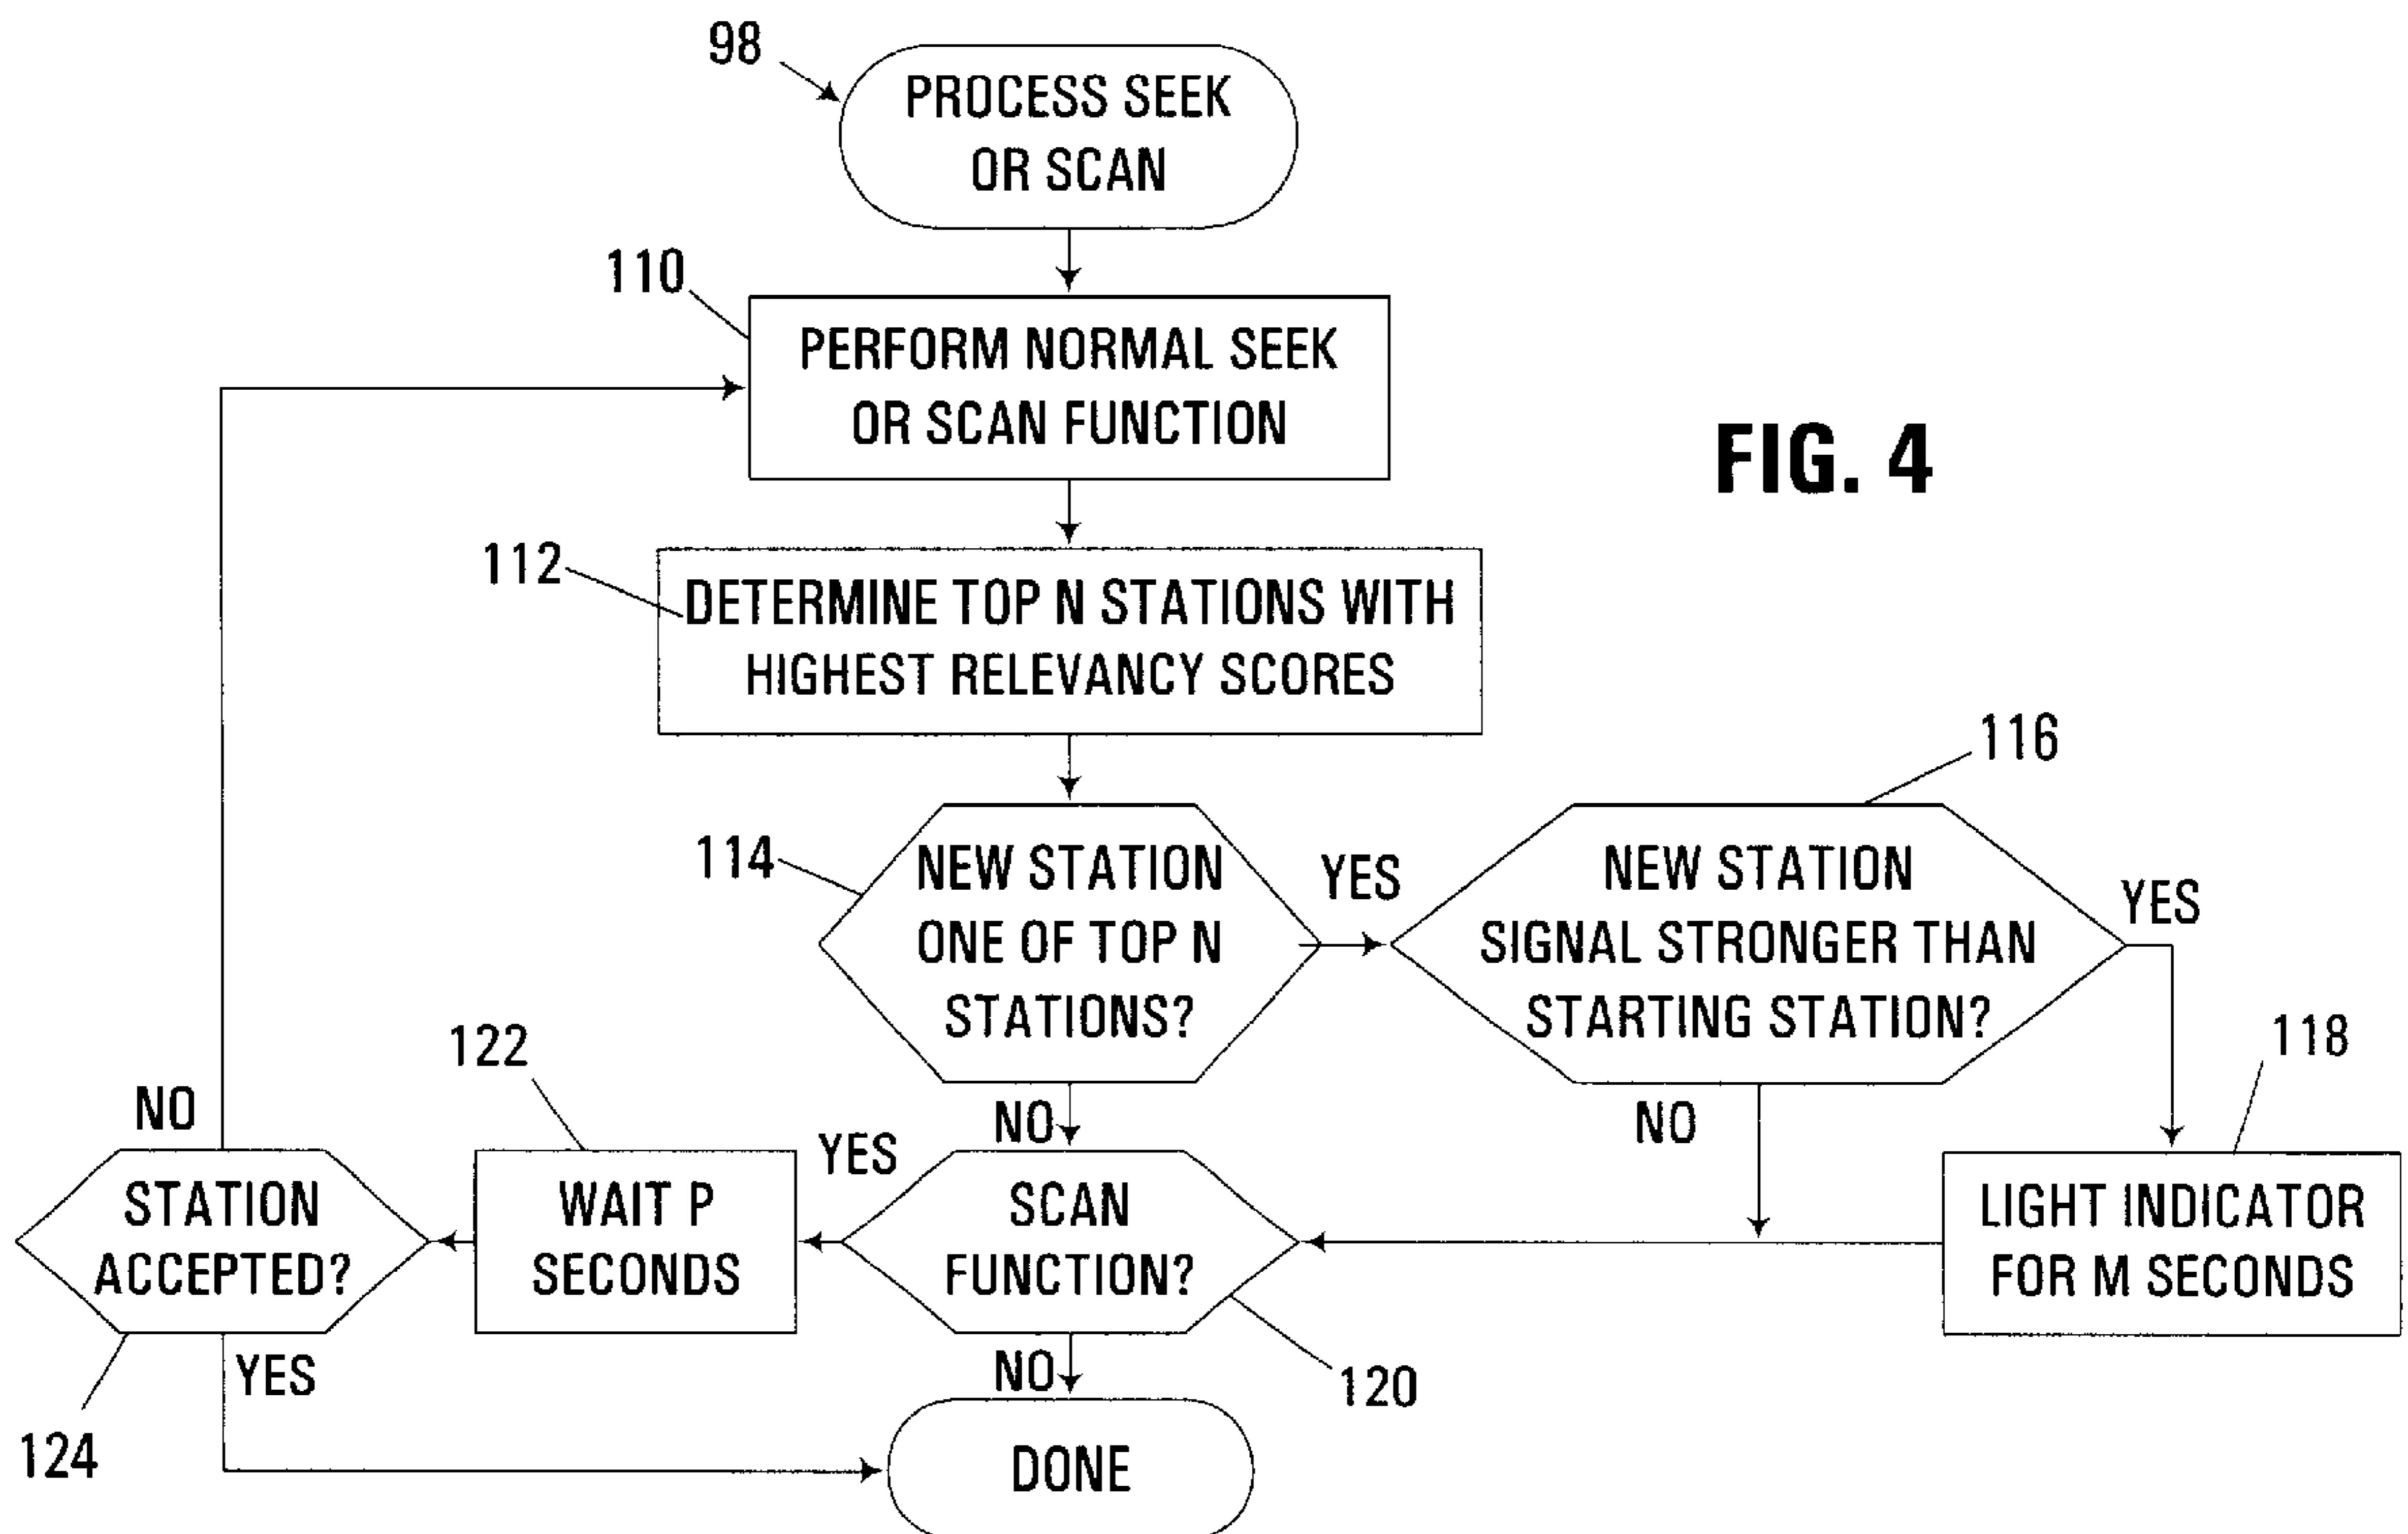 98
PROCESS SEEK
OR SCAN
110
PERFORM NORMAL SEEK
OR SCAN FUNCTION
FIG. 4
112
DETERMINE TOP N STATIONS WITH
HIGHEST RELEVANCY SCORES
116
114
NEW STATION
ONE OF TOP N
STATIONS?
YES
NEW STATION
SIGNAL STRONGER THAN
STARTING STATION?
YES
118
122
NO
NO
YES
NO
STATION
ACCEPTED?
WAIT P
SECONDS
SCAN
FUNCTION?
LIGHT INDICATOR
FOR M SECONDS
YES
NO
120
124
DONE